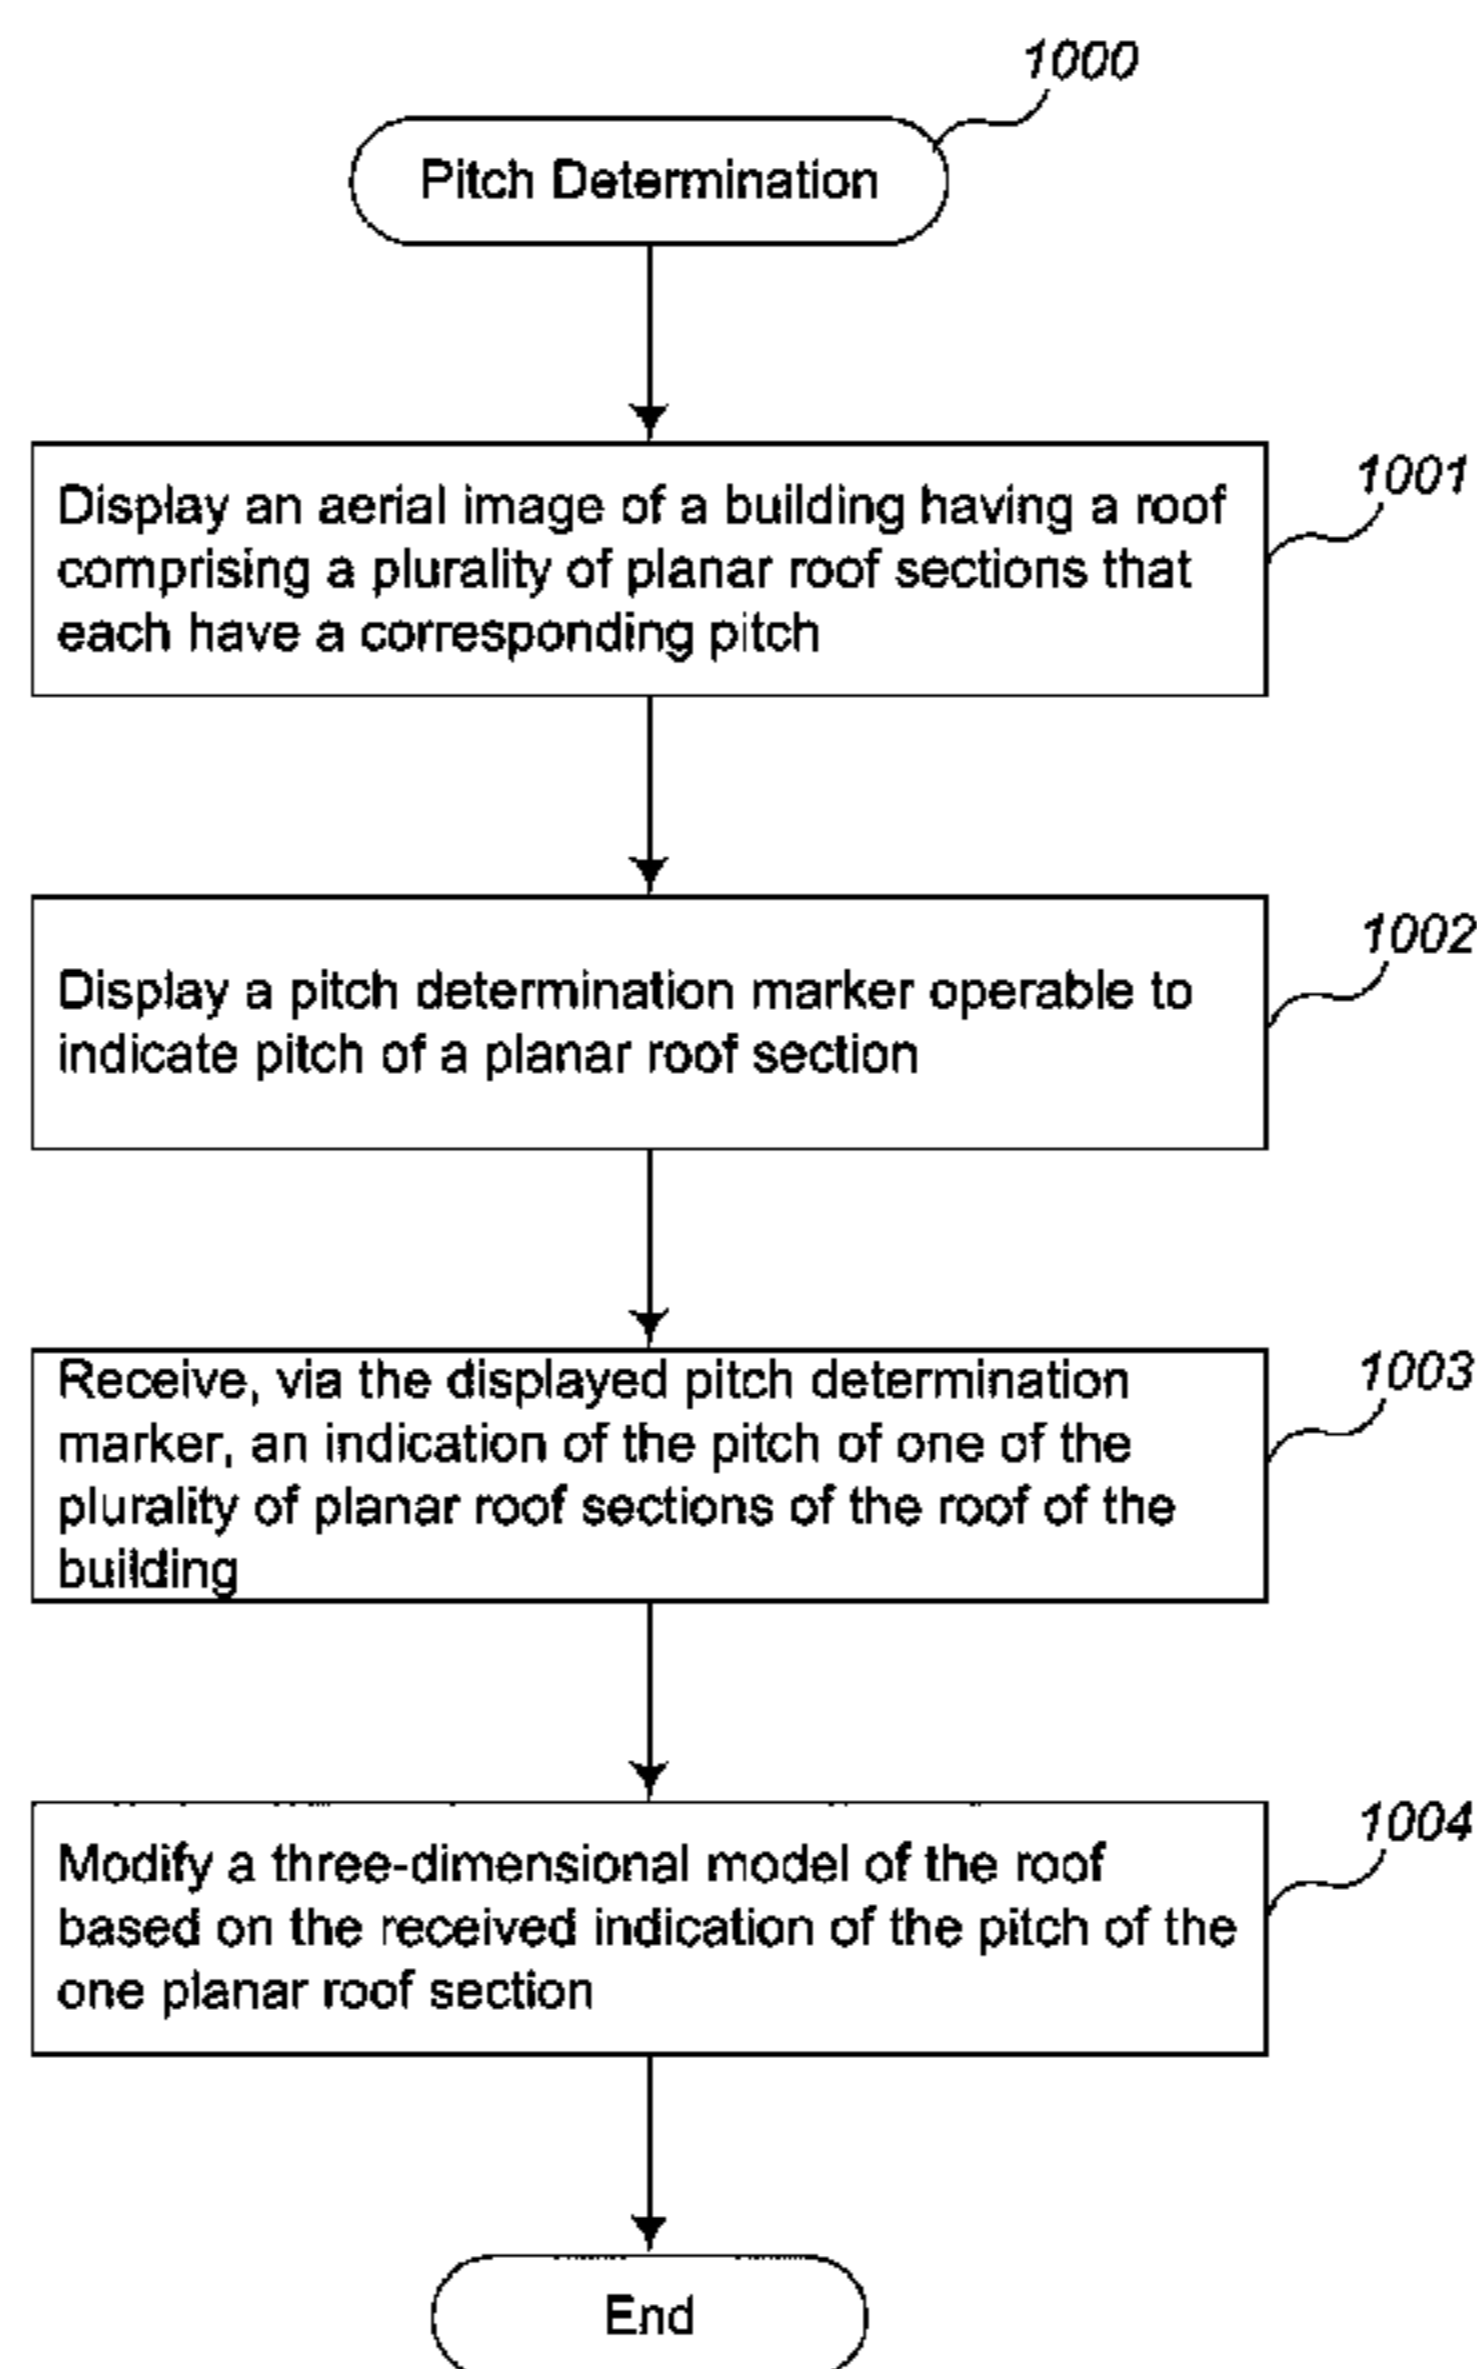 1000
Pitch Determination
1001
Display an aerial image of a building having a roof
comprising a plurality of planar roof sections that
each have a corresponding pitch
1002
Display a pitch determination marker operable to
indicate pitch of a planar roof section
1003
Receive, via the displayed pitch determination
marker, an indication of the pitch of one of the
plurality of planar roof sections of the roof of the
building
1004
Modify a three-dimensional model of the roof
based on the received indication of the pitch of the
one planar roof section
End